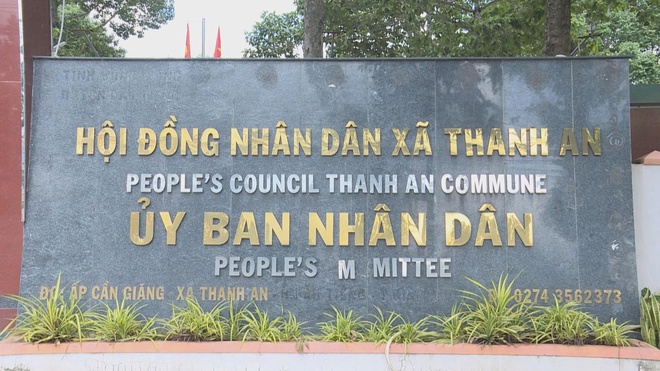 HỘI ĐỒNG NHÂN DÂN XÃ THANH AN
PEOPLE'S COUNCIL THANH AN COMMUNE
ỦY BAN NHÂN DÂN
PEOPLE'S M MITTEE
ẤP CẦN GIĂNG XÃ THANH AN 0274 3562373